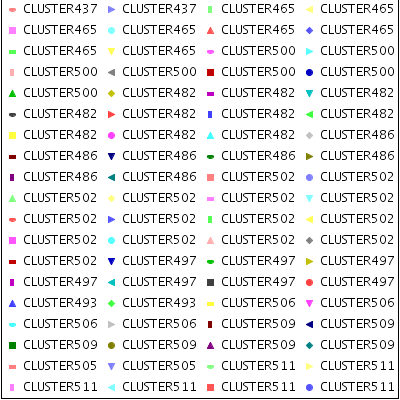 CLUSTER437 CLUSTER437 CLUSTER465 CLUSTER465
CLUSTER465 CLUSTER465 CLUSTER465 CLUSTER465
CLUSTER465 CLUSTER465 CLUSTER500 CLUSTER500
CLUSTER500 CLUSTER500 CLUSTER500 CLUSTER500
CLUSTER500 CLUSTER482 CLUSTER482 CLUSTER482
CLUSTER482 CLUSTER482 CLUSTER482 CLUSTER482
CLUSTER482 CLUSTER482 CLUSTER482 CLUSTER486
CLUSTER486 CLUSTER486 CLUSTER486 CLUSTER486
CLUSTER486 CLUSTER486 CLUSTER502 CLUSTER502
CLUSTER502 CLUSTER502 CLUSTER502 CLUSTER502
CLUSTER502 CLUSTER502 CLUSTER502 CLUSTER502
CLUSTER502 CLUSTER502 CLUSTER502 CLUSTER502
CLUSTER502 CLUSTER497 CLUSTER497 CLUSTER497
CLUSTER497 CLUSTER497 CLUSTER497 CLUSTER497
CLUSTER493 CLUSTER493 CLUSTER506 CLUSTER506
CLUSTER506 CLUSTER506 CLUSTER509 CLUSTER509
CLUSTER509 CLUSTER509 CLUSTER509 CLUSTER509
CLUSTER505 CLUSTER505 CLUSTER511 CLUSTER511
CLUSTER511 CLUSTER511 CLUSTER511 CLUSTER511